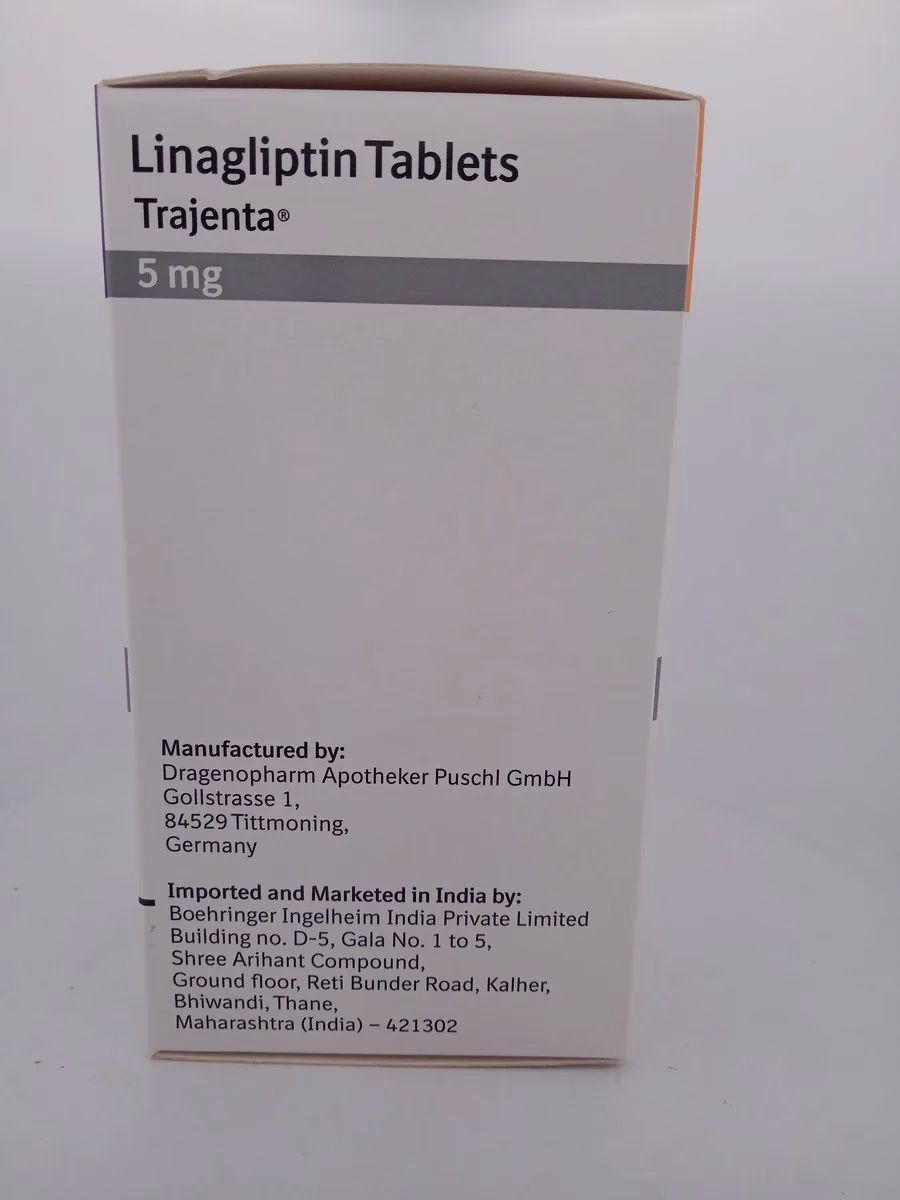 Linagliptin Tablets
Trajenta®
5 mg
Manufactured by:
Dragenopharm Apotheker Puschl GmbH
Gollstrasse 1,
84529 Tittmoning,
Germany
Imported and Marketed in India by:
Boehringer Ingelheim India Private Limited
Building no. D-5, Gala No. 1 to 5,
Shree Arihant Compound,
Ground floor, Reti Bunder Road, Kalher,
Bhiwandi, Thane,
Maharashtra (India) – 421302